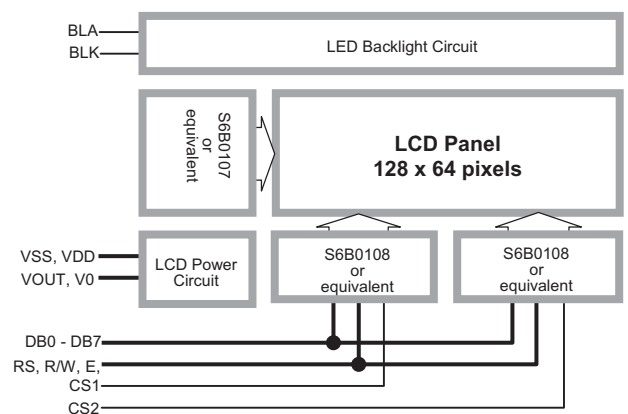 BLA
BLK
LED Backlight Circuit
S6B0107
or
equivalent
LCD Panel
128 x 64 pixels
VSS, VDD
VOUT, V0
LCD Power
Circuit
S6B0108
or
equivalent
S6B0108
or
equivalent
DB0 - DB7
RS, R/W, E,
CS1
CS2